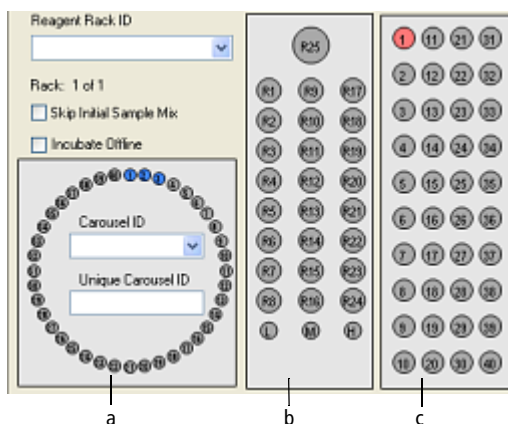 Reagent Rack ID
Rack: 1 of 1
Skip Initial Sample Mix
Incubate Offline
Carousel ID
Unique Carousel ID
1 2 3
R25
R1 R9 R17
R2 R10 R18
R3 R11 R19
R4 R12 R20
R5 R13 R21
R6 R14 R22
R7 R15 R23
R8 R16 R24
L M H
1 11 21 31
2 12 22 32
3 13 23 33
4 14 24 34
5 15 25 35
6 16 26 36
7 17 27 37
8 18 28 38
9 19 29 39
10 20 30 40
a b c